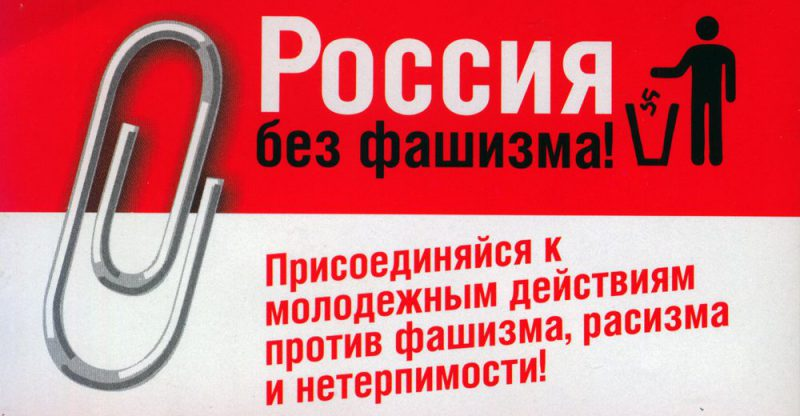 Россия
без фашизма!
Присоединяйся к
молодежным действиям
против фашизма, расизма
и нетерпимости!